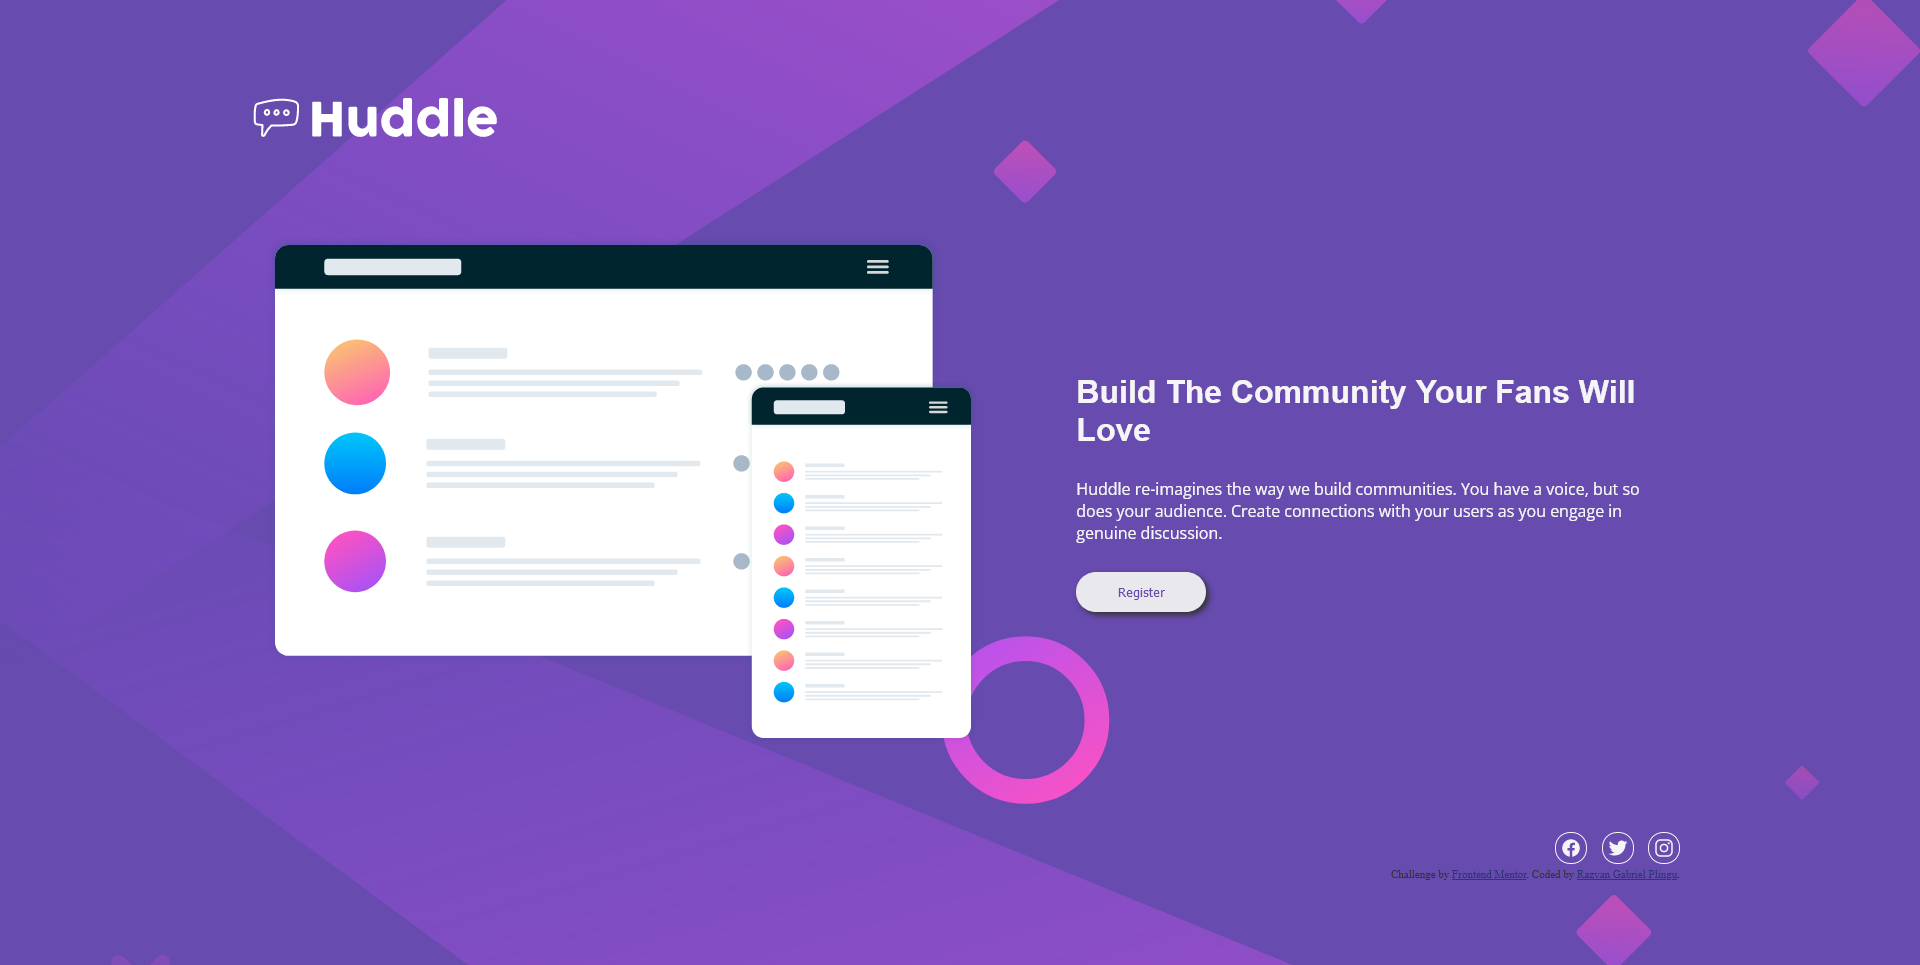 Huddle
Build The Community Your Fans Will
Love
Huddle re-imagines the way we build communities. You have a voice, but so
does your audience. Create connections with your users as you engage in
genuine discussion.
Register
Challenge by Frontend Mentor. Coded by Razvan Gabriel Plingu.